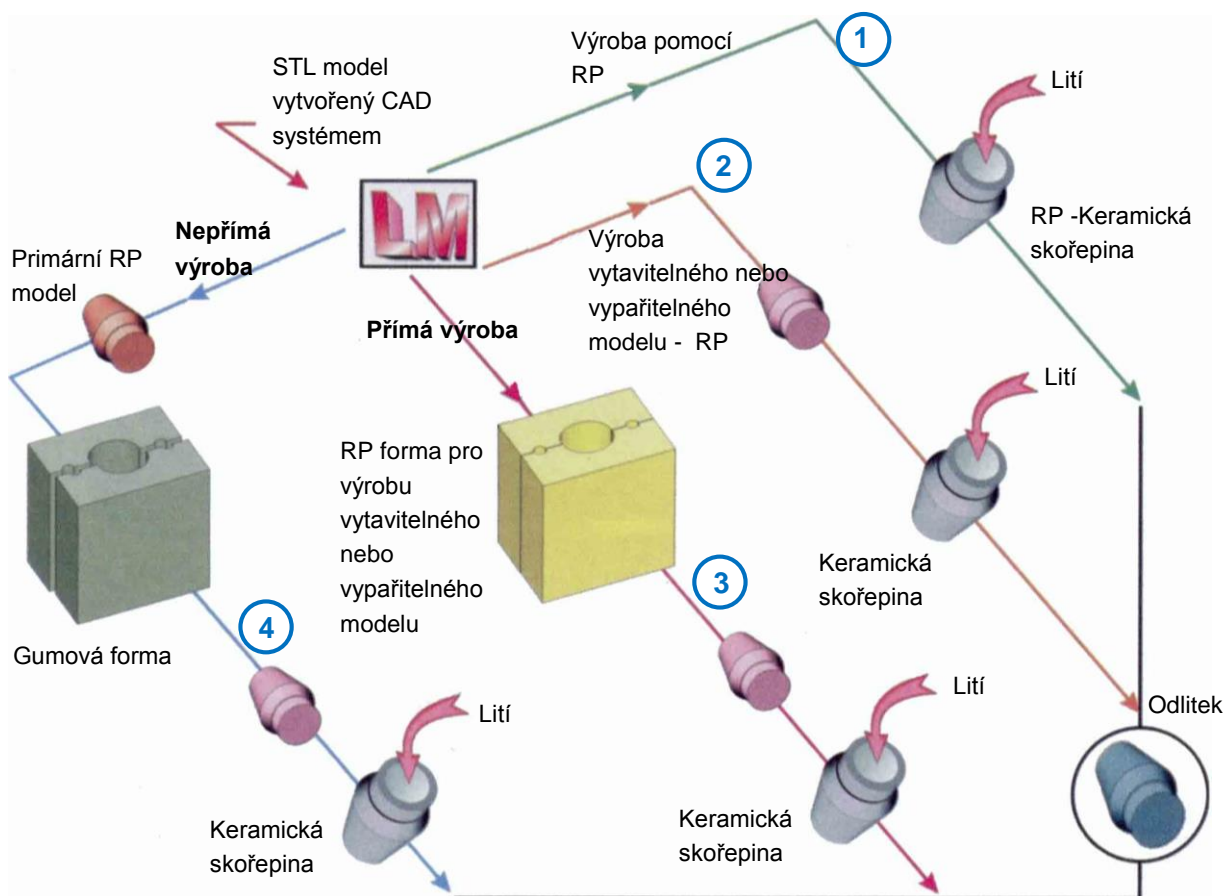 Výroba pomocí
RP
1
STL model
vytvořený CAD
systémem
Lití
2
RP -Keramická
skořepina
LM
Nepřímá
výroba
Primární RP
model
Výroba
vytavitelného nebo
vypařitelného
modelu -  RP
Přímá výroba
Lití
RP forma pro
výrobu
vytavitelného
nebo
vypařitelného
modelu
Keramická
skořepina
3
4
Gumová forma
Lití
Lití
Odlitek
Keramická
skořepina
Keramická
skořepina